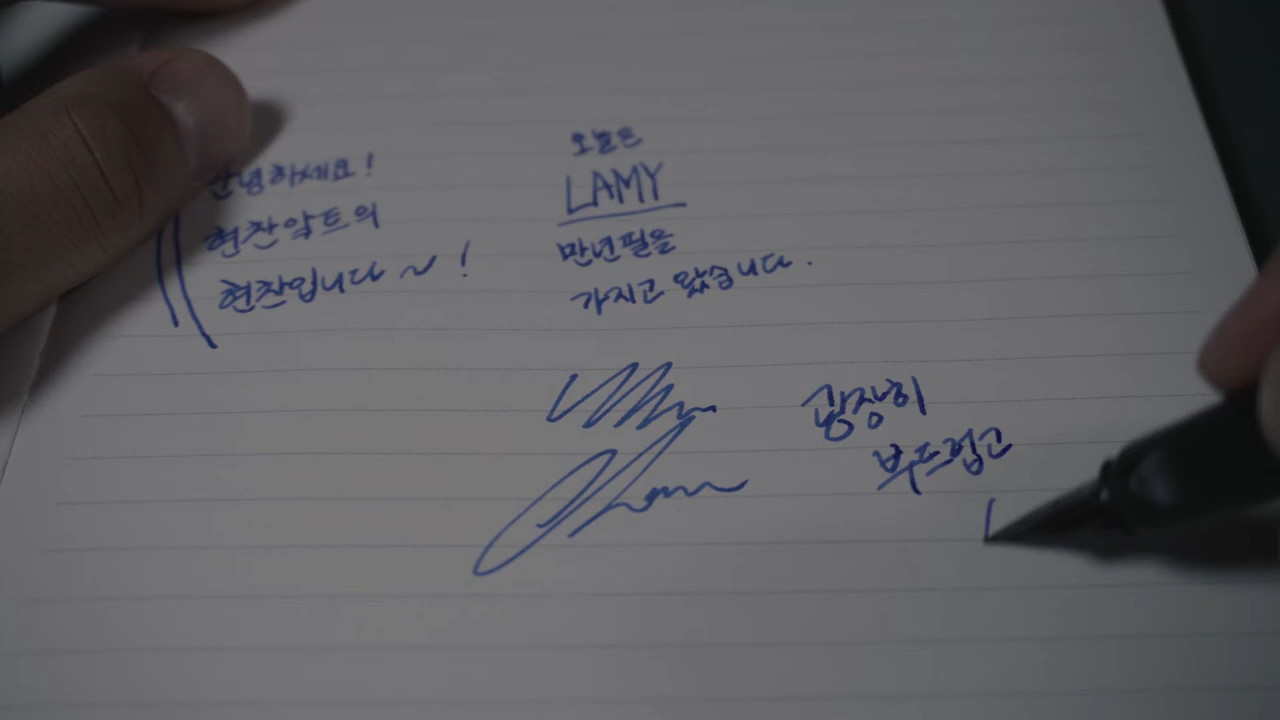 안녕하세요!
현찬악트의
현찬입니다 ~ !
오늘은
LAMY
만년필을
가지고 왔습니다.
굉장히
부드럽고